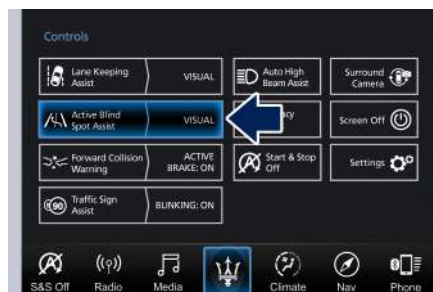 Controls
Lane Keeping
Assist
VISUAL
Auto High
Beam Assist
Surround
Camera
Active Blind
Spot Assist
VISUAL
Screen Off
Forward Collision
Warning
ACTIVE
BRAKE: ON
Start & Stop
Off
Settings
90
Traffic Sign
Assist
BLINKING: ON
S&S Off
Radio
Media
Climate
Nav
Phone